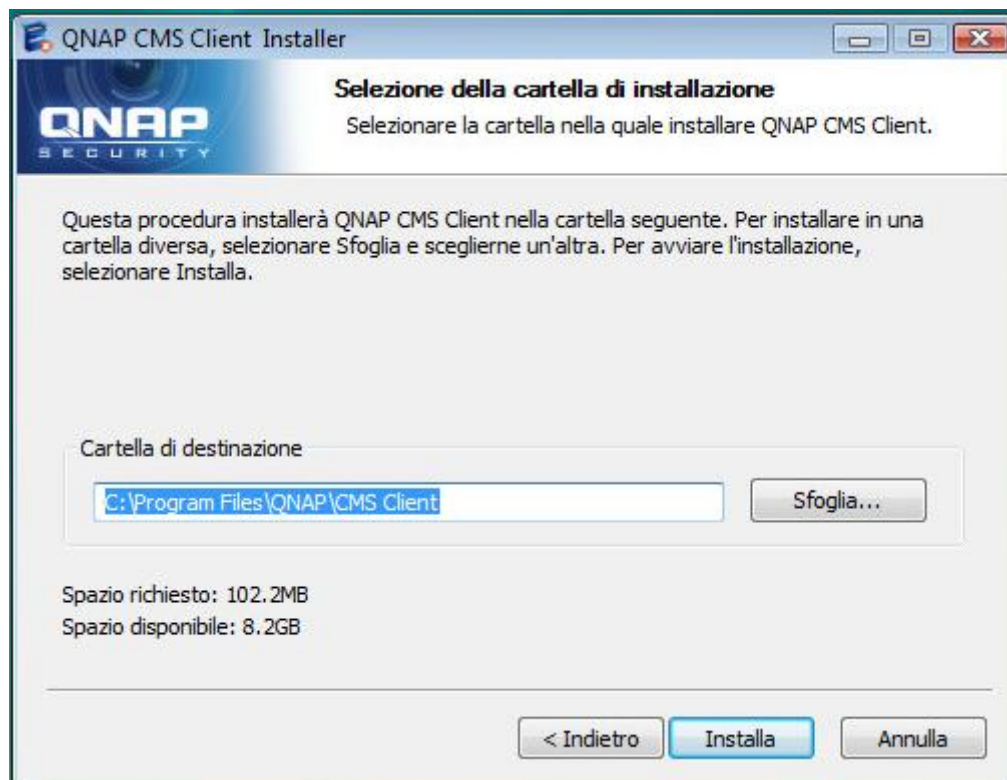 QNAP CMS Client Installer
QNAP
SECURITY
Selezione della cartella di installazione
Selezionare la cartella nella quale installare QNAP CMS Client.
Questa procedura installerà QNAP CMS Client nella cartella seguente. Per installare in una
cartella diversa, selezionare Sfoglia e sceglierne un'altra. Per avviare l'installazione,
selezionare Installa.
Cartella di destinazione
C:\Program Files\QNAP\CMS Client
Sfoglia...
Spazio richiesto: 102.2MB
Spazio disponibile: 8.2GB
< Indietro
Installa
Annulla